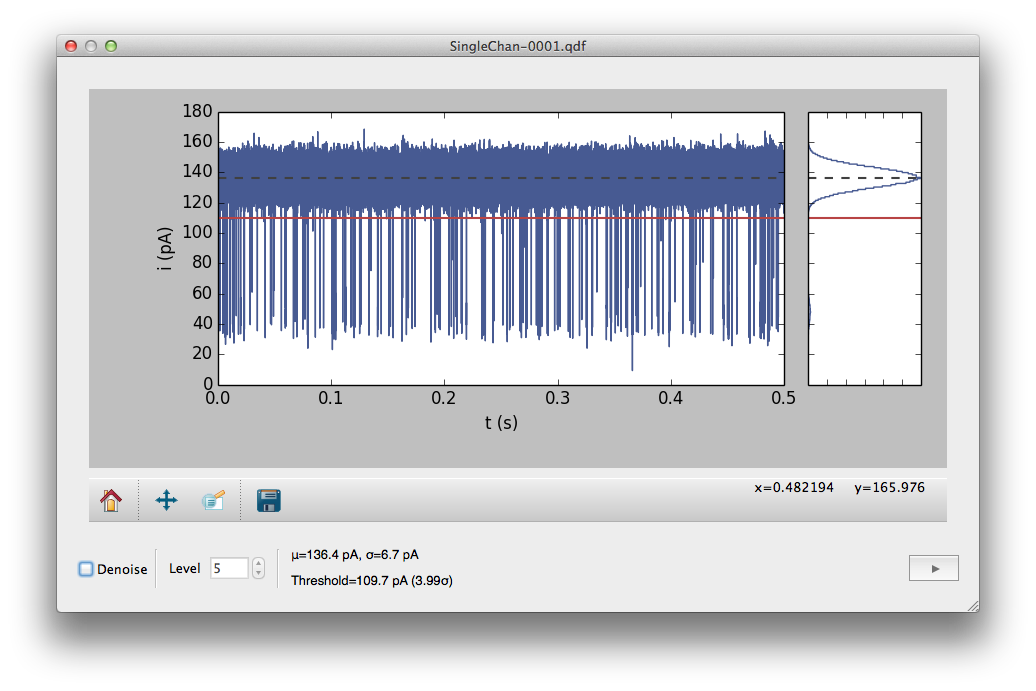 SingleChan-0001.qdf
180
160
140
120
100
80
60
40
20
0
i (pA)
0.0 0.1 0.2 0.3 0.4 0.5
t (s)
x=0.482194 y=165.976
Denoise Level 5
μ=136.4 pA, σ=6.7 pA
Threshold=109.7 pA (3.99σ)